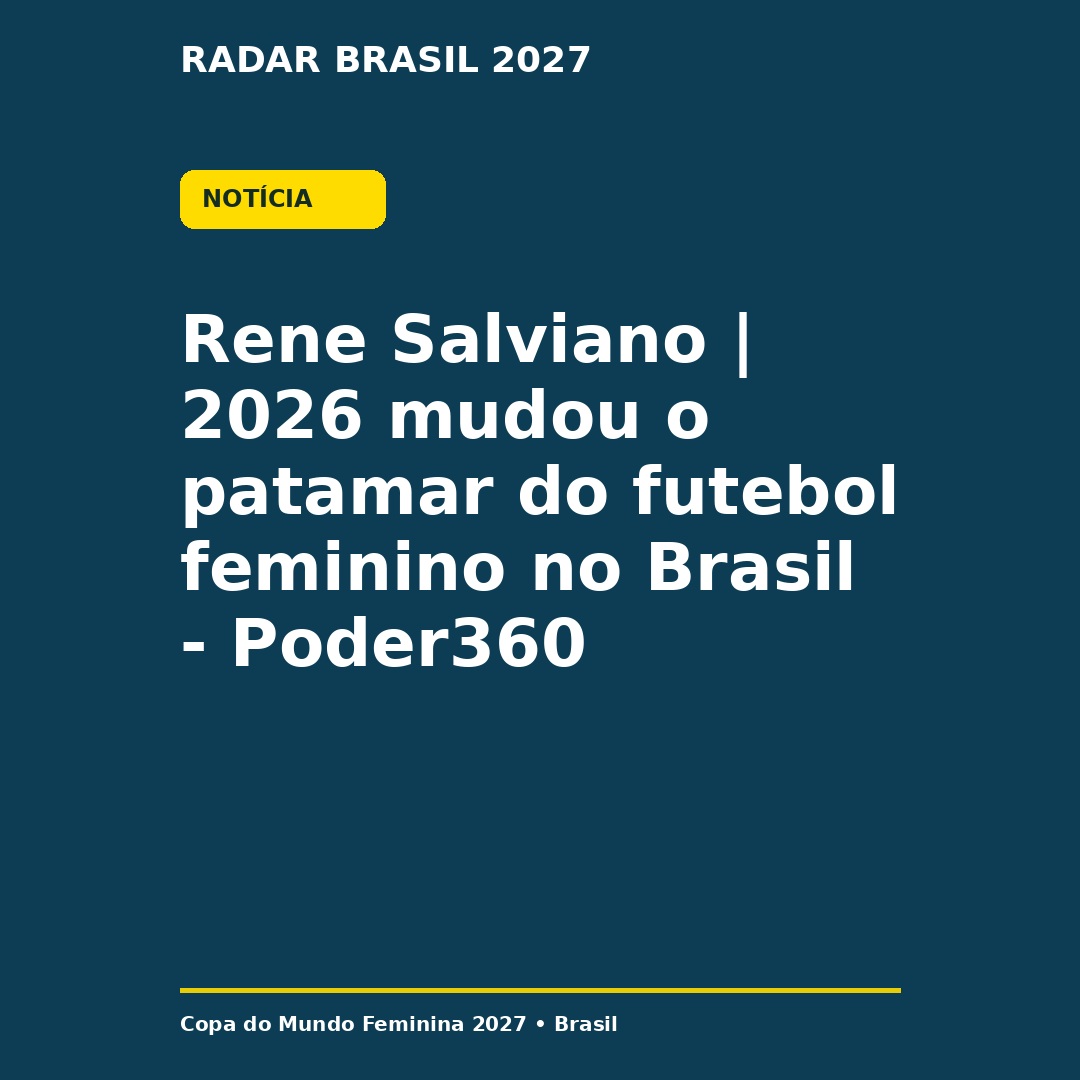 RADAR BRASIL 2027
NOTÍCIA
Rene Salviano |
2026 mudou o
patamar do futebol
feminino no Brasil
- Poder360
Copa do Mundo Feminina 2027 • Brasil